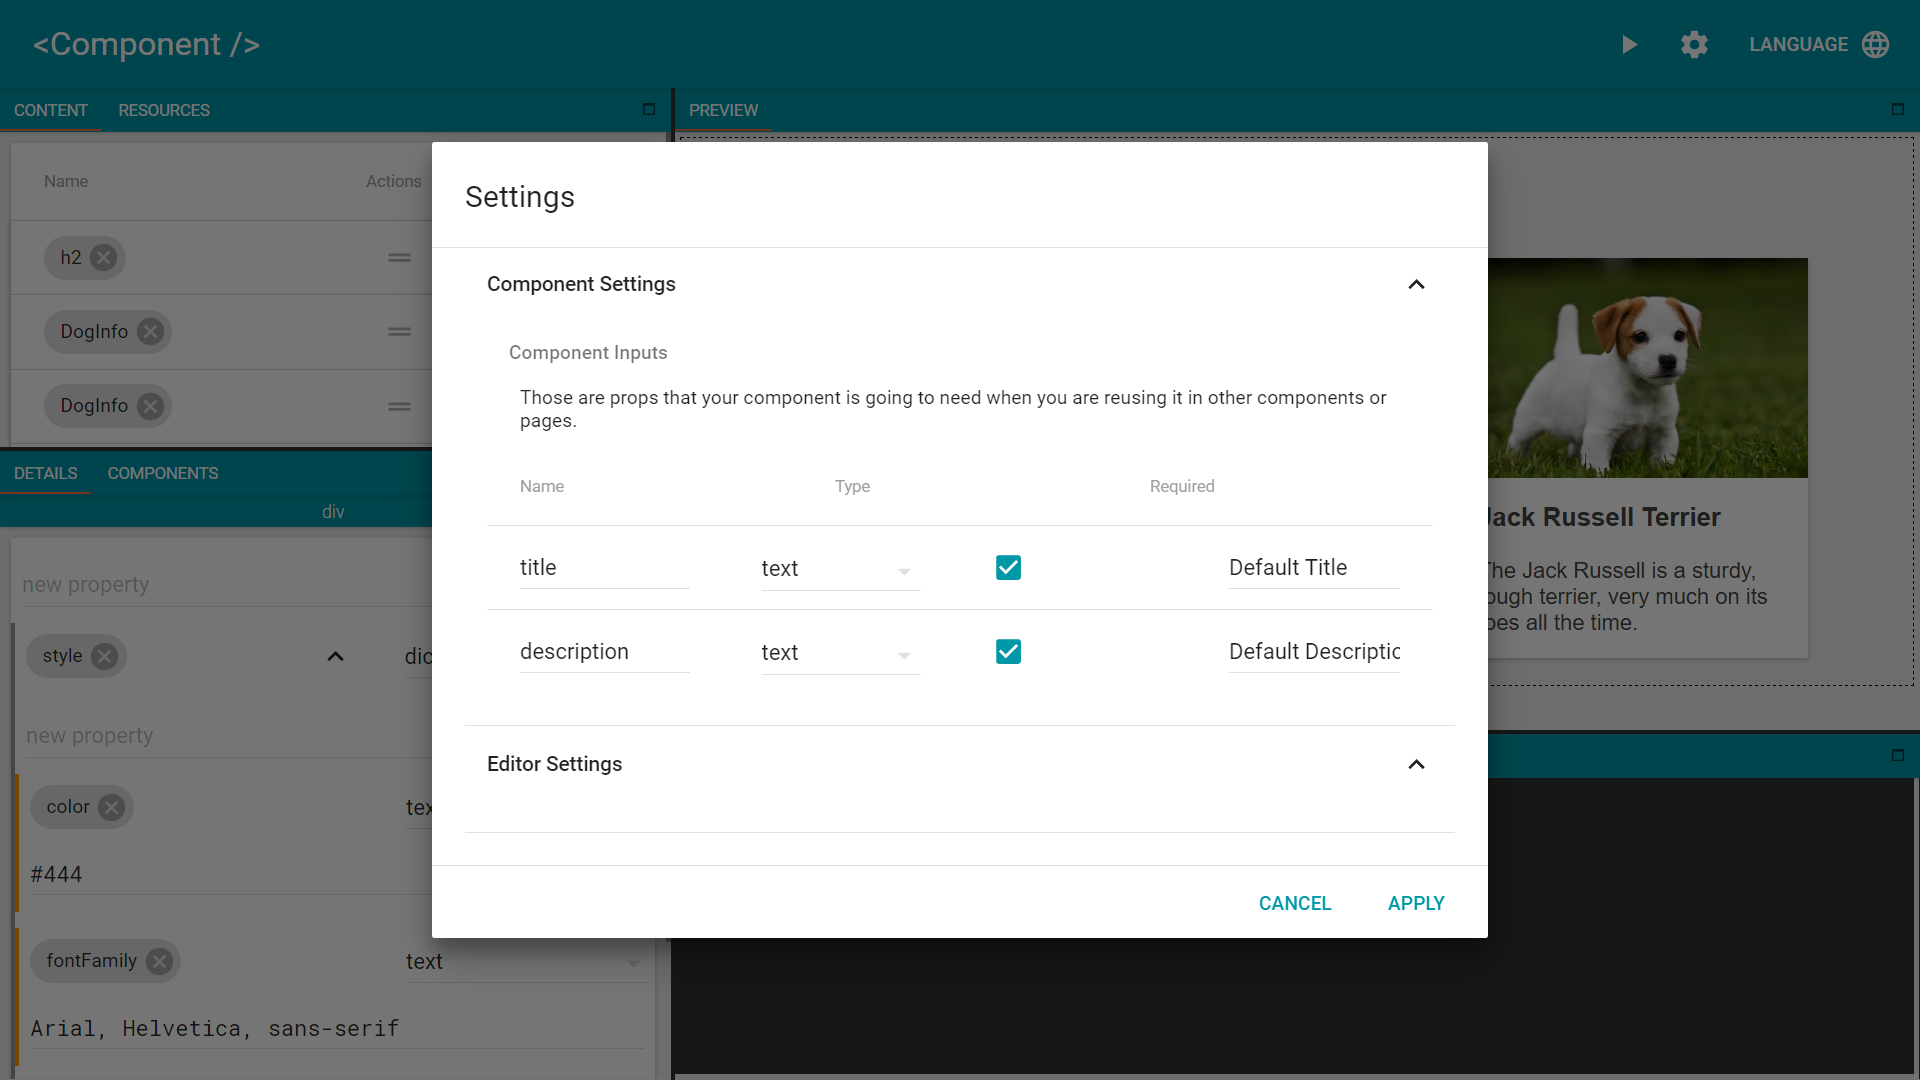 <Component />
LANGUAGE
CONTENT RESOURCES
PREVIEW
Name Actions
h2
DogInfo
DogInfo
DETAILS COMPONENTS
div
new property
style
dic
new property
color
tex
#444
fontFamily
text
Arial, Helvetica, sans-serif
Settings
Component Settings
Component Inputs
Those are props that your component is going to need when you are reusing it in other components or
pages.
Name Type Required
title text Default Title
description text Default Descriptio
Editor Settings
CANCEL APPLY
Jack Russell Terrier
The Jack Russell is a sturdy,
ough terrier, very much on its
oes all the time.